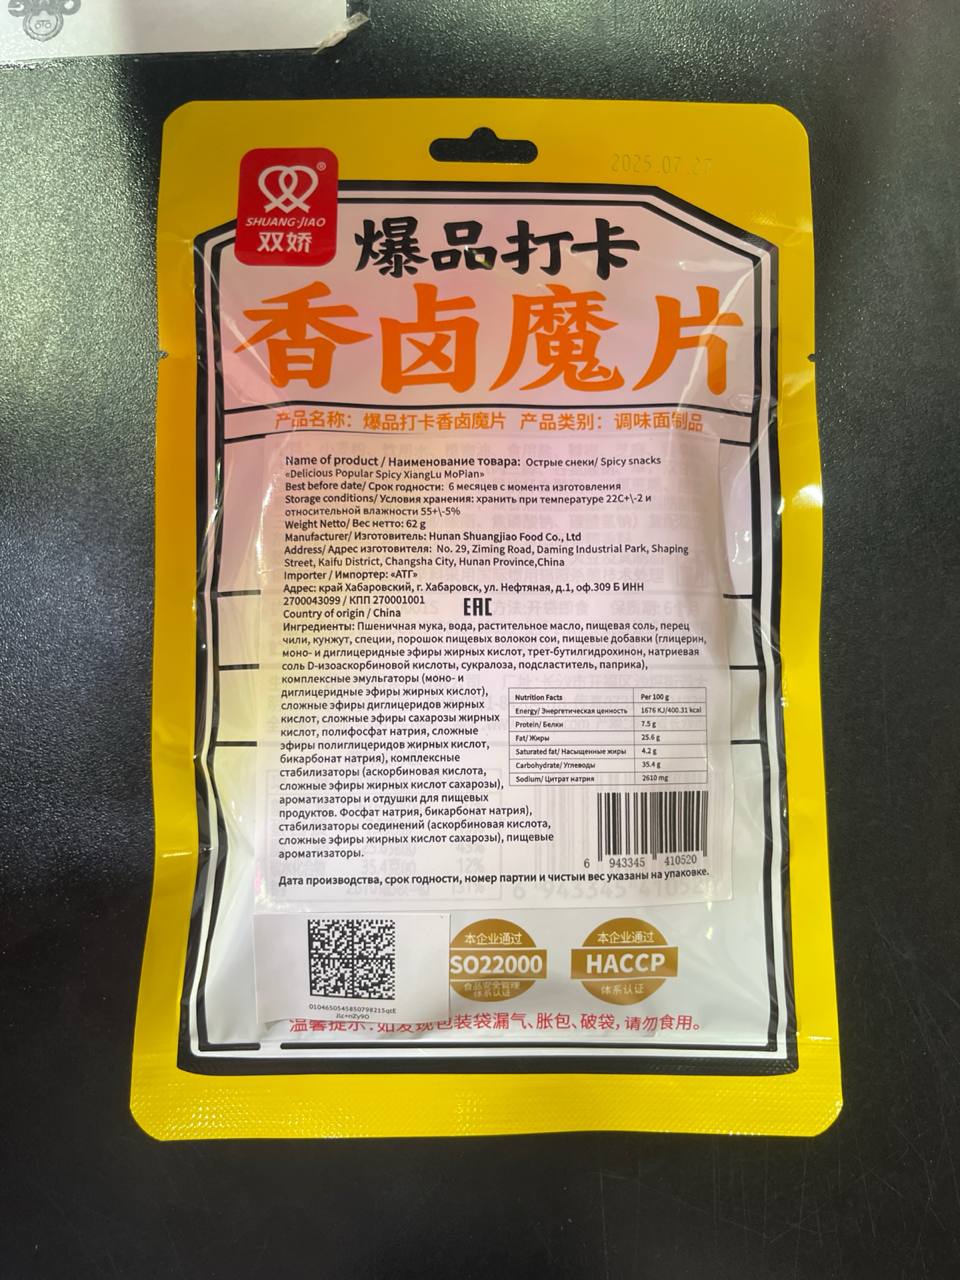 2025.07.27
®
SHUANG·JIAO
双娇
爆品打卡
香卤魔片
产品名称：爆品打卡香卤魔片 产品类别：调味面制品
Name of product / Наименование товара: Острые снеки/ Spicy snacks
«Delicious Popular Spicy XiangLu MoPian»
Best before date/ Срок годности: 6 месяцев с момента изготовления
Storage conditions/ Условия хранения: хранить при температуре 22С+\-2 и
относительной влажности 55+\-5%
Weight Netto/ Вес нетто: 62 g
Manufacturer/ Изготовитель: Hunan Shuangjiao Food Co., Ltd
Address/ Адрес изготовителя: No. 29, Ziming Road, Daming Industrial Park, Shaping
Street, Kaifu District, Changsha City, Hunan Province,China
Importer / Импортер: «АТГ»
Адрес: край Хабаровский, г. Хабаровск, ул. Нефтяная, д.1, оф.309 Б ИНН
2700043099 / КПП 270001001
EAC
Country of origin / China
Ингредиенты: Пшеничная мука, вода, растительное масло, пищевая соль, перец
чили, кунжут, специи, порошок пищевых волокон сои, пищевые добавки (глицерин,
моно- и диглицеридные эфиры жирных кислот, трет-бутилгидрохинон, натриевая
соль D-изоаскорбиновой кислоты, сукралоза, подсластитель, паприка),
комплексные эмульгаторы (моно- и
диглицеридные эфиры жирных кислот),
сложные эфиры диглицеридов жирных
кислот, сложные эфиры сахарозы жирных
кислот, полифосфат натрия, сложные
эфиры полиглицеридов жирных кислот,
бикарбонат натрия), комплексные
стабилизаторы (аскорбиновая кислота,
сложные эфиры жирных кислот сахарозы),
ароматизаторы и отдушки для пищевых
продуктов. Фосфат натрия, бикарбонат натрия),
стабилизаторы соединений (аскорбиновая кислота,
сложные эфиры жирных кислот сахарозы), пищевые
ароматизаторы.
Nutrition Facts Per 100 g
Energy/ Энергетическая ценность 1676 KJ/400.31 kcal
Protein/ Белки 7.5 g
Fat/ Жиры 25.6 g
Saturated fat/ Насыщенные жиры 4.2 g
Carbohydrate/ Углеводы 35.4 g
Sodium/ Цитрат натрия 2610 mg
6 943345 410520
Дата производства, срок годности, номер партии и чистыи вес указаны на упаковке.
本企业通过
SO22000
食品安全管理
体系认证
本企业通过
HACCP
体系认证
0104650545850798215qtE
温馨提示：如发现包装袋漏气、胀包、破袋，请勿食用。